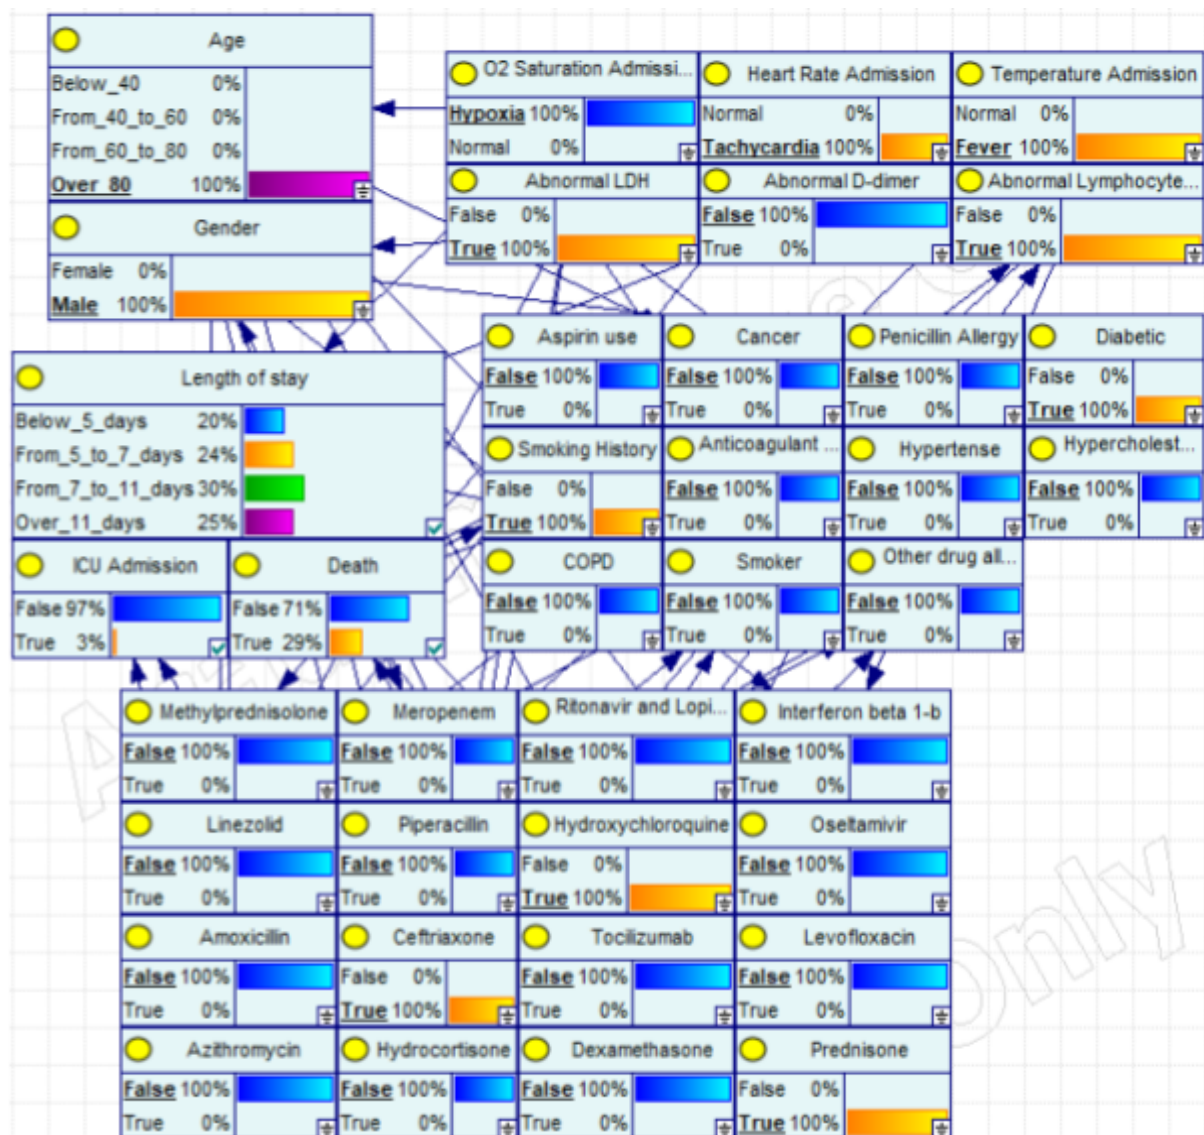 Age
Below_40 0%
From_40_to_60 0%
From_60_to_80 0%
Over_80 100%
Gender
Female 0%
Male 100%
O2 Saturation Admissi...
Hypoxia 100%
Normal 0%
Heart Rate Admission
Normal 0%
Tachycardia 100%
Temperature Admission
Normal 0%
Fever 100%
Abnormal LDH
False 0%
True 100%
Abnormal D-dimer
False 100%
True 0%
Abnormal Lymphocyte...
False 0%
True 100%
Length of stay
Below_5_days 20%
From_5_to_7_days 24%
From_7_to_11_days 30%
Over_11_days 25%
ICU Admission
False 97%
True 3%
Death
False 71%
True 29%
Aspirin use
False 100%
True 0%
Cancer
False 100%
True 0%
Penicillin Allergy
False 100%
True 0%
Diabetic
False 0%
True 100%
Smoking History
False 0%
True 100%
Anticoagulant ...
False 100%
True 0%
Hypertense
False 100%
True 0%
Hypercholest...
False 100%
True 0%
COPD
False 100%
True 0%
Smoker
False 100%
True 0%
Other drug all...
False 100%
True 0%
Methylprednisolone
False 100%
True 0%
Meropenem
False 100%
True 0%
Ritonavir and Lopi...
False 100%
True 0%
Interferon beta 1-b
False 100%
True 0%
Linezolid
False 100%
True 0%
Piperacillin
False 100%
True 0%
Hydroxychloroquine
False 0%
True 100%
Oseltamivir
False 100%
True 0%
Amoxicillin
False 100%
True 0%
Ceftriaxone
False 0%
True 100%
Tocilizumab
False 100%
True 0%
Levofloxacin
False 100%
True 0%
Azithromycin
False 100%
True 0%
Hydrocortisone
False 100%
True 0%
Dexamethasone
False 100%
True 0%
Prednisone
False 0%
True 100%
Only